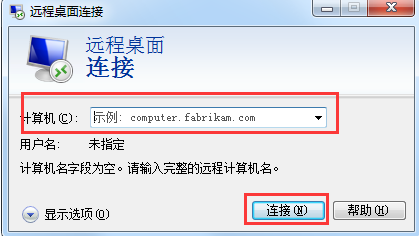 远程桌面连接
远程桌面
连接
计算机(C): 示例: computer.fabrikam.com
用户名: 未指定
计算机名字段为空。请输入完整的远程计算机名。
显示选项(O) 连接(N) 帮助(H)